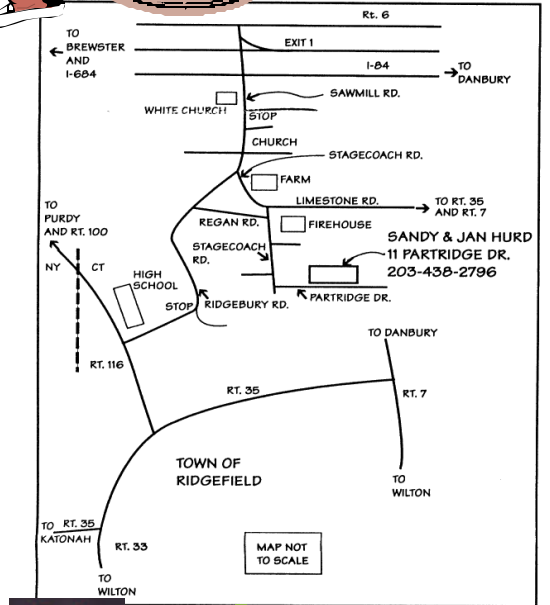 Rt. 6
TO
BREWSTER
AND
I-684
EXIT 1
I-84
TO
DANBURY
SAWMILL RD.
WHITE CHURCH
STOP
CHURCH
STAGECOACH RD.
FARM
LIMESTONE RD.
TO RT. 35
AND RT. 7
TO
PURDY
AND RT. 100
REGAN RD.
FIREHOUSE
SANDY & JAN HURD
11 PARTRIDGE DR.
203-438-2796
STAGECOACH
RD.
NY
CT
HIGH
SCHOOL
STOP
RIDGEBURY RD.
PARTRIDGE DR.
TO DANBURY
RT. 116
RT. 35
RT. 7
TOWN OF
RIDGEFIELD
TO
WILTON
TO RT. 35
KATONAH
RT. 33
MAP NOT
TO SCALE
TO
WILTON